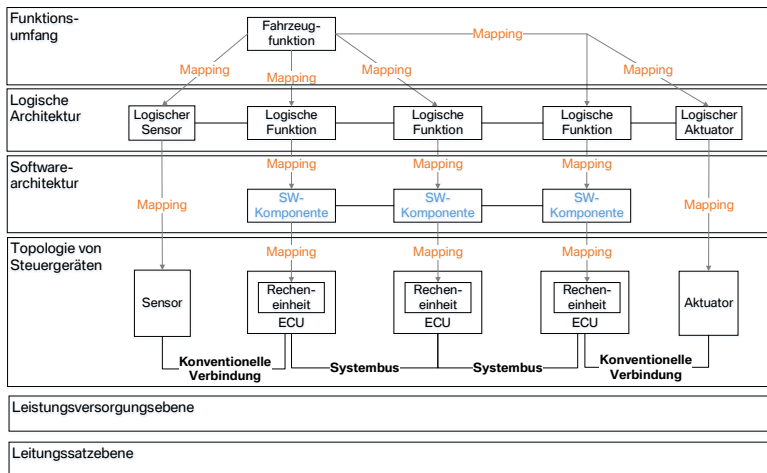 Funktions-
umfang
Fahrzeug-
funktion
Mapping
Mapping
Mapping
Mapping
Mapping
Logische
Architektur
Logischer
Sensor
Logische
Funktion
Logische
Funktion
Logische
Funktion
Logischer
Aktuator
Software-
architektur
Mapping
Mapping
Mapping
SW-
Komponente
SW-
Komponente
SW-
Komponente
Mapping
Mapping
Topologie von
Steuergeräten
Mapping
Mapping
Mapping
Sensor
Rechen-
einheit
ECU
Rechen-
einheit
ECU
Rechen-
einheit
ECU
Aktuator
Konventionelle
Verbindung
Systembus
Systembus
Konventionelle
Verbindung
Leistungsversorgungsebene
Leitungssatzebene